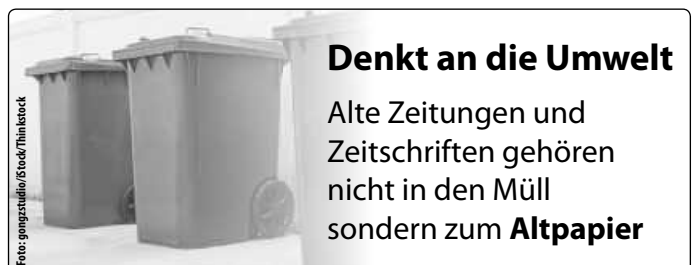 Denkt an die Umwelt
Alte Zeitungen und
Zeitschriften gehören
nicht in den Müll
sondern zum Altpapier
Foto: gongzstudio/iStock/Thinkstock